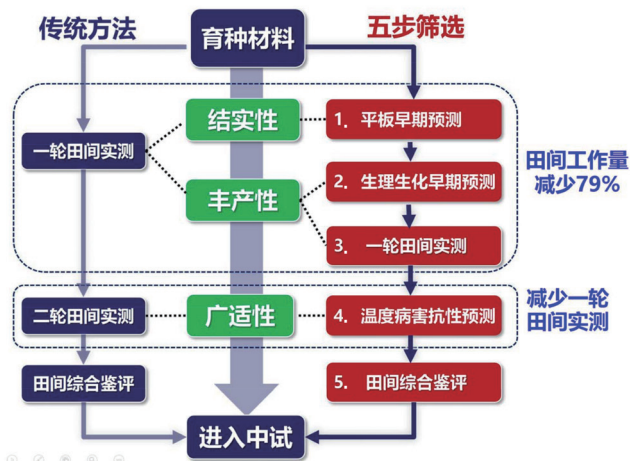 传统方法
育种材料
五步筛选
结实性
1. 平板早期预测
一轮田间实测
田间工作量
减少79%
丰产性
2. 生理生化早期预测
3. 一轮田间实测
二轮田间实测
广适性
4. 温度病害抗性预测
减少一轮
田间实测
田间综合鉴评
5. 田间综合鉴评
进入中试